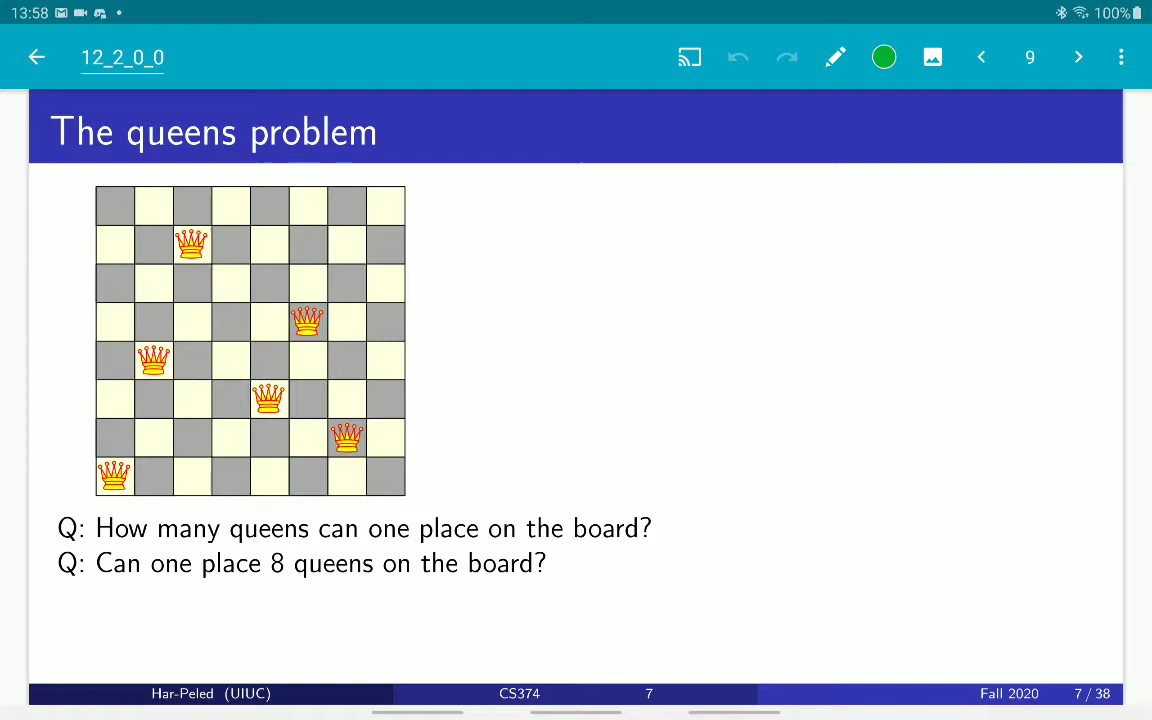 13:58 100%
12_2_0_0 9
The queens problem
Q: How many queens can one place on the board?
Q: Can one place 8 queens on the board?
Har-Peled (UIUC) CS374 7 Fall 2020 7 / 38